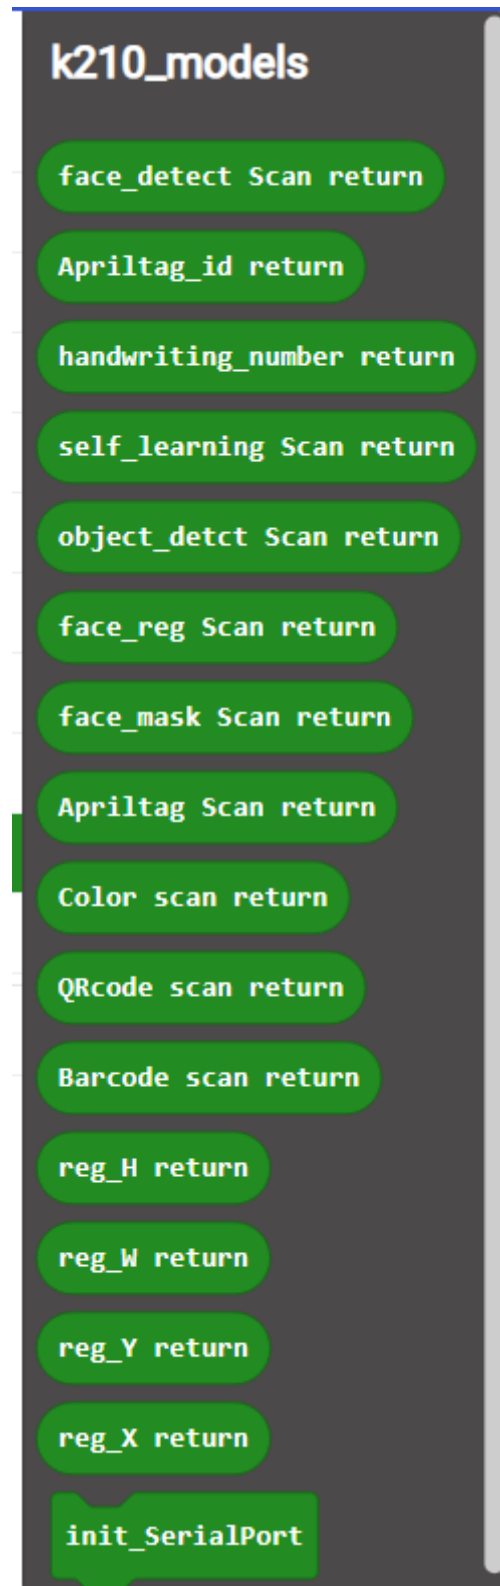 k210_models
face_detect Scan return
Apriltag_id return
handwriting_number return
self_learning Scan return
object_detct Scan return
face_reg Scan return
face_mask Scan return
Apriltag Scan return
Color scan return
QRcode scan return
Barcode scan return
reg_H return
reg_W return
reg_Y return
reg_X return
init_SerialPort